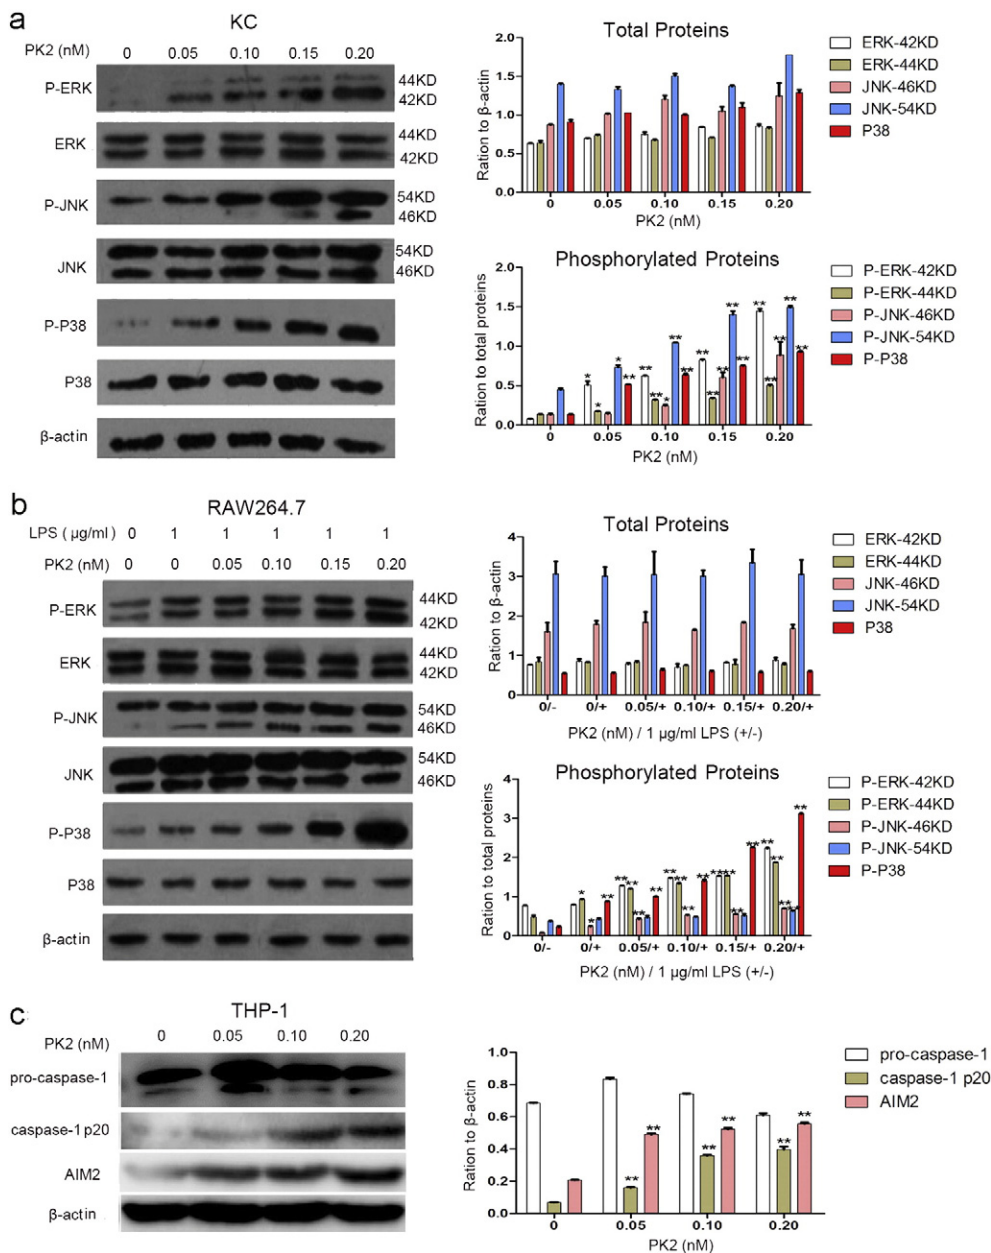 a
KC
PK2 (nM) 0 0.05 0.10 0.15 0.20
P-ERK 44KD
42KD
ERK 44KD
42KD
P-JNK 54KD
46KD
JNK 54KD
46KD
P-P38
P38
β-actin
Total Proteins
Ration to β-actin
2.0
1.5
1.0
0.5
0.0
0 0.05 0.10 0.15 0.20
PK2 (nM)
ERK-42KD
ERK-44KD
JNK-46KD
JNK-54KD
P38
Phosphorylated Proteins
Ration to total proteins
2.0
1.5
1.0
0.5
0.0
0 0.05 0.10 0.15 0.20
PK2 (nM)
P-ERK-42KD
P-ERK-44KD
P-JNK-46KD
P-JNK-54KD
P-P38
b
RAW264.7
LPS ( μg/ml) 0 1 1 1 1 1
PK2 (nM) 0 0 0.05 0.10 0.15 0.20
P-ERK 44KD
42KD
ERK 44KD
42KD
P-JNK 54KD
46KD
JNK 54KD
46KD
P-P38
P38
β-actin
Total Proteins
Ration to β-actin
4
3
2
1
0
0/- 0/+ 0.05/+ 0.10/+ 0.15/+ 0.20/+
PK2 (nM) / 1 μg/ml LPS (+/-)
ERK-42KD
ERK-44KD
JNK-46KD
JNK-54KD
P38
Phosphorylated Proteins
Ration to total proteins
4
3
2
1
0
0/- 0/+ 0.05/+ 0.10/+ 0.15/+ 0.20/+
PK2 (nM) / 1 μg/ml LPS (+/-)
P-ERK-42KD
P-ERK-44KD
P-JNK-46KD
P-JNK-54KD
P-P38
c
THP-1
PK2 (nM) 0 0.05 0.10 0.20
pro-caspase-1
caspase-1 p20
AIM2
β-actin
Ration to β-actin
1.0
0.8
0.6
0.4
0.2
0.0
0 0.05 0.10 0.20
PK2 (nM)
pro-caspase-1
caspase-1 p20
AIM2